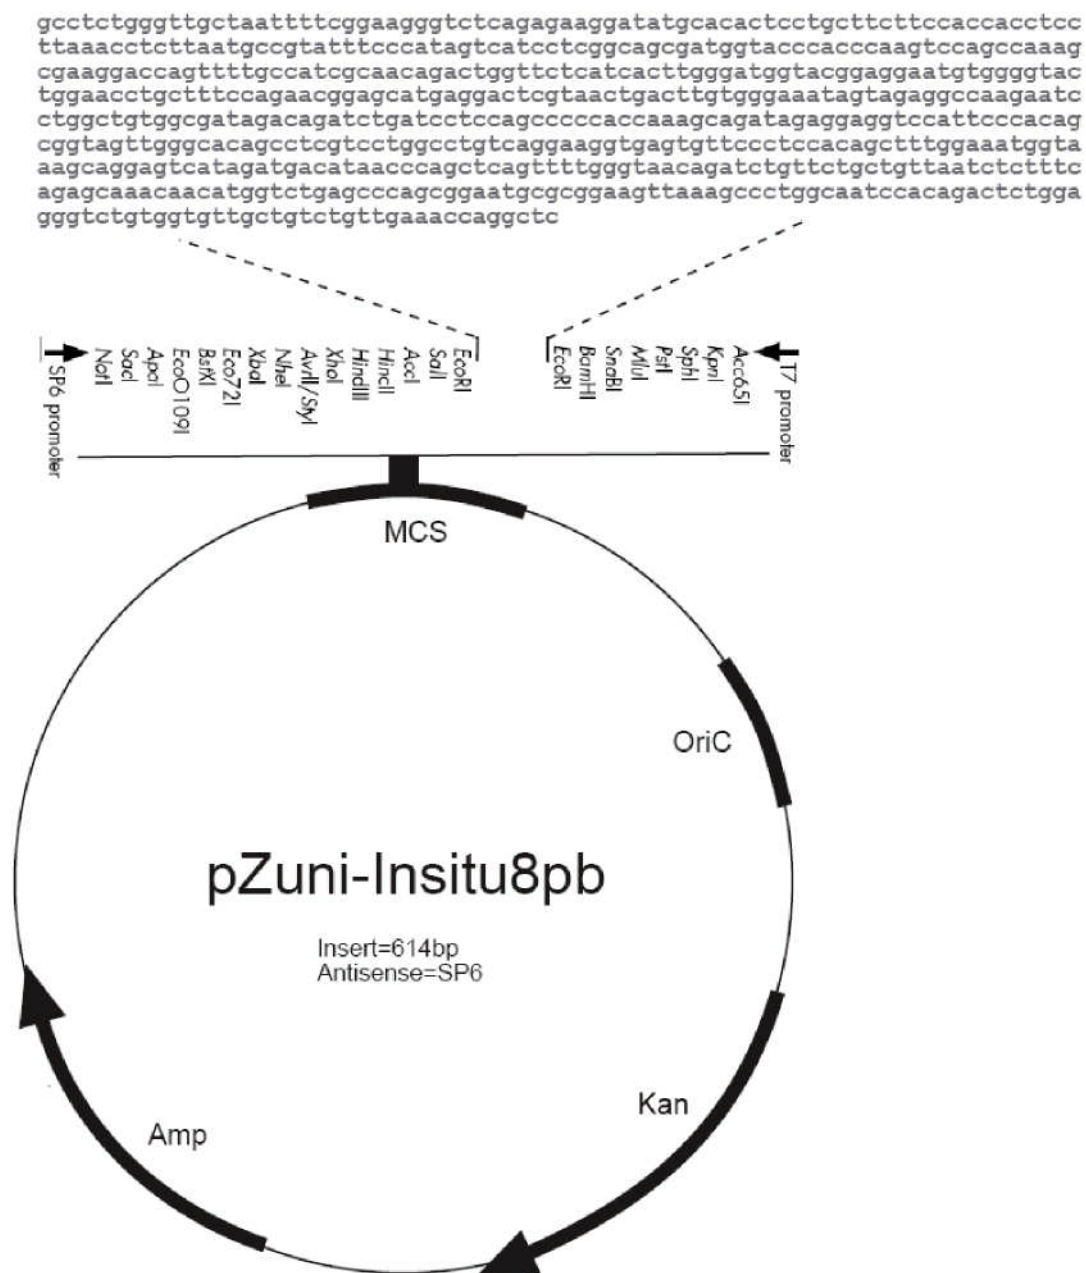 gcctctgggttgctaattttcggaagggtctcagagaaggatatgcacactcctgcttcttccaccacctcc
ttaaacctcttaatgccgtatttcccatagtcatcctcggcagcgatggtacccacccaagtccagccaaag
cgaaggaccagttttgccatcgcaacagactggttctcatcacttgggatggtacggaggaatgtggggtac
tggaacctgctttccagaacggagcatgaggactcgtaactgacttgtgggaaatagtagaggccaagaatc
ctggctgtggcgatagacagatctgatcctccagcccccaccaaagcagatagaggaggtccattcccacag
cggtagttgggcacagcctcgtcctggcctgtcaggaaggtgagtgttccctccacagctttggaaatggta
aagcaggagtcatagatgacataacccagctcagttttgggtaacagatctgttctgctgttaatctctttc
agagcaaacaacatggtctgagcccagcggaatgcgcggaagttaaagccctggcaatccacagactctgga
gggtctgtggtgttgctgtctgttgaaaccaggctc
SP6 promoter
NotI
SacI
ApaI
EcoO109I
BstXI
Eco72I
XbaI
NheI
AvrII/StyI
XhoI
HindIII
HincII
AccI
SalI
EcoRI
EcoRI
BamHI
SnaBI
MluI
PstI
SphI
KpnI
Acc65I
T7 promoter
MCS
OriC
pZuni-Insitu8pb
Insert=614bp
Antisense=SP6
Kan
Amp